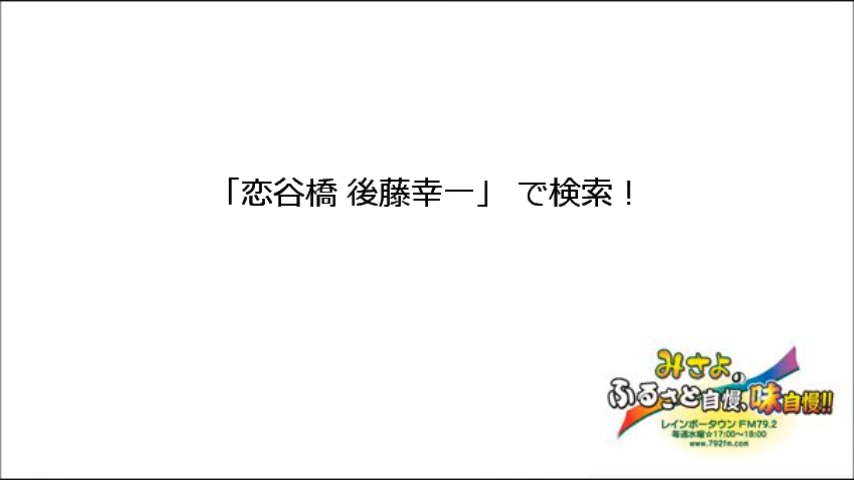 「恋谷橋 後藤幸一」 で検索！
みさよの
ふるさと自慢、味自慢!!
レインボータウン FM79.2
毎週水曜☆17:00〜18:00
www.792fm.com